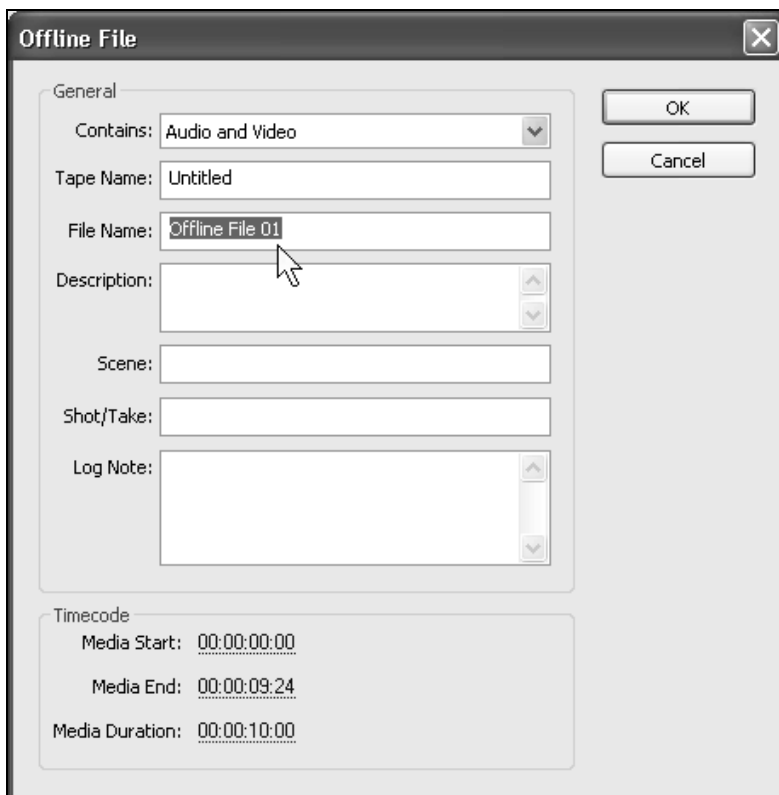 Offline File
General
Contains: Audio and Video
OK
Tape Name: Untitled
Cancel
File Name: Offline File 01
Description:
Scene:
Shot/Take:
Log Note:
Timecode
Media Start: 00:00:00:00
Media End: 00:00:09:24
Media Duration: 00:00:10:00